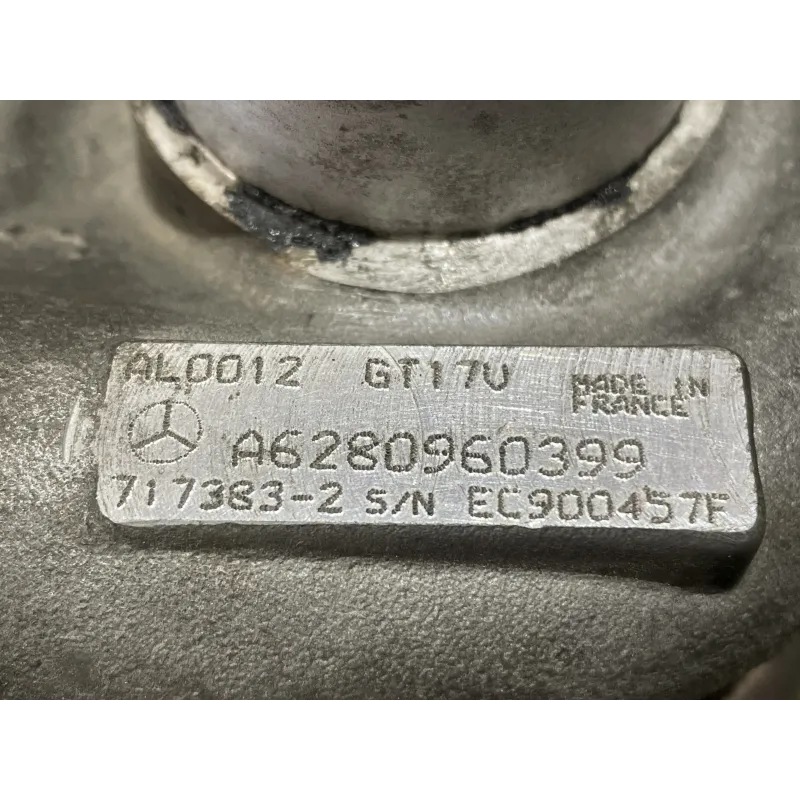 AL0012 GT17V MADE IN FRANCE
A6280960399
717383-2 S/N EC900457F